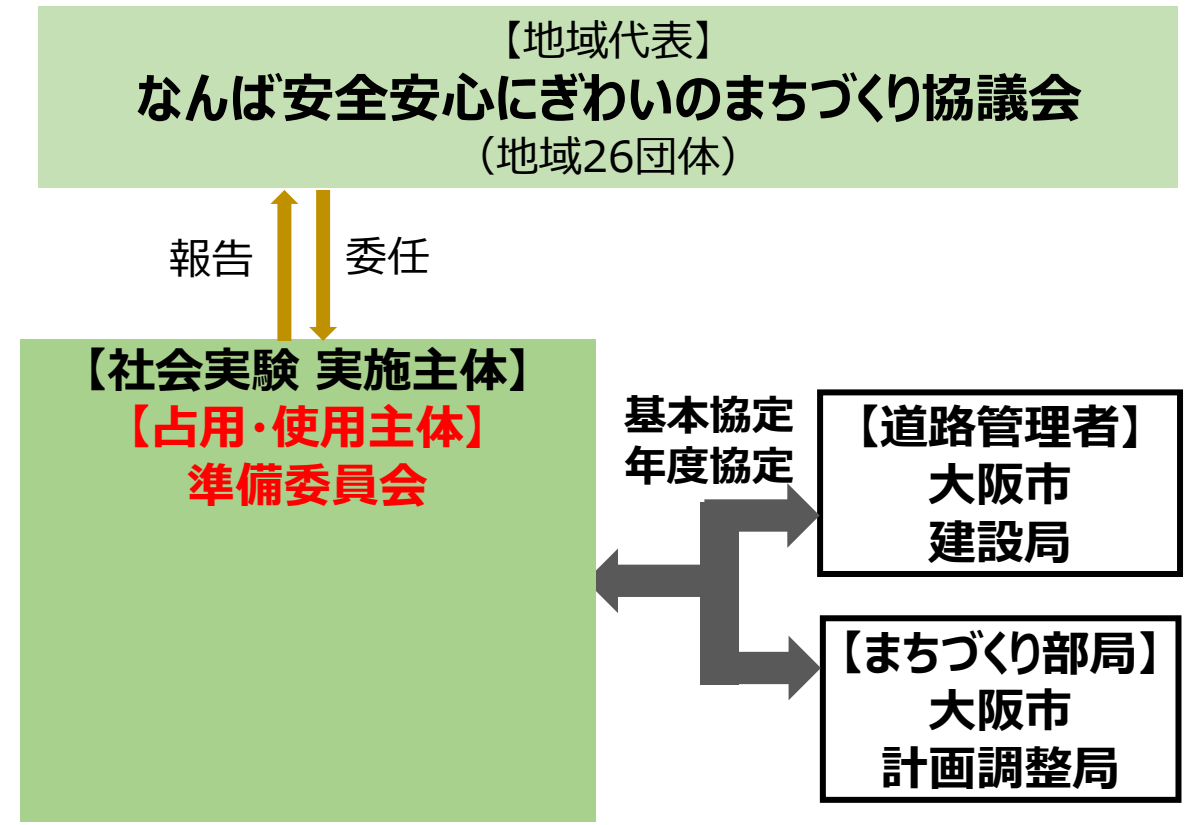 【地域代表】
なんば安全安心にぎわいのまちづくり協議会
（地域26団体）
報告
委任
【社会実験 実施主体】
【占用・使用主体】
準備委員会
基本協定
年度協定
【道路管理者】
大阪市
建設局
【まちづくり部局】
大阪市
計画調整局